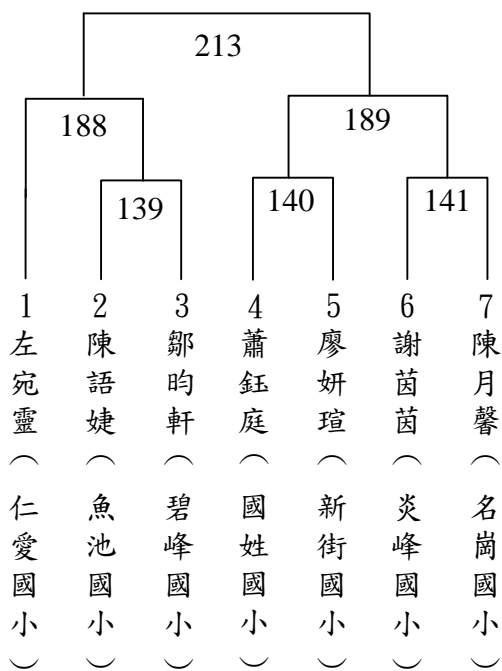 213
188
189
139
140
141
1
左宛靈（仁愛國小）
2
陳語婕（魚池國小）
3
鄒昀軒（碧峰國小）
4
蕭鈺庭（國姓國小）
5
廖妍瑄（新街國小）
6
謝茵茵（炎峰國小）
7
陳月馨（名崗國小）